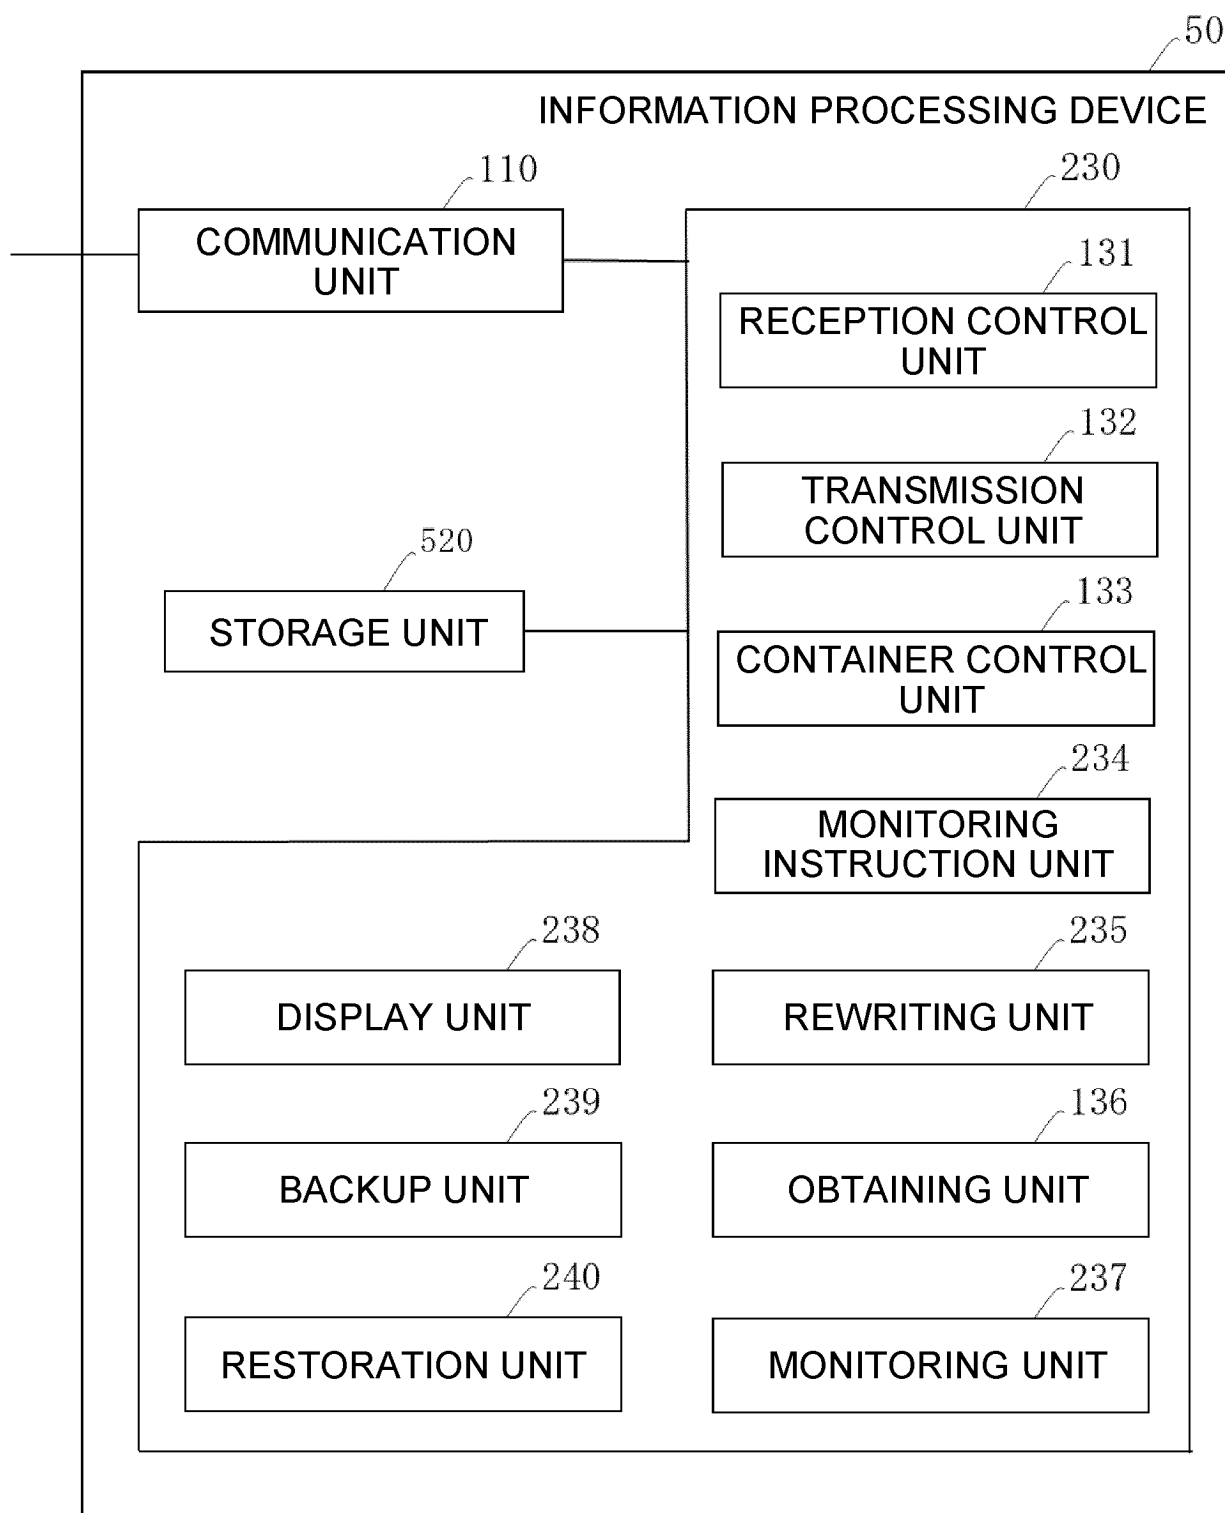 50
INFORMATION PROCESSING DEVICE
110
230
COMMUNICATION
UNIT
131
RECEPTION CONTROL
UNIT
132
TRANSMISSION
CONTROL UNIT
520
STORAGE UNIT
133
CONTAINER CONTROL
UNIT
234
MONITORING
INSTRUCTION UNIT
238
235
DISPLAY UNIT
REWRITING UNIT
239
136
BACKUP UNIT
OBTAINING UNIT
240
237
RESTORATION UNIT
MONITORING UNIT